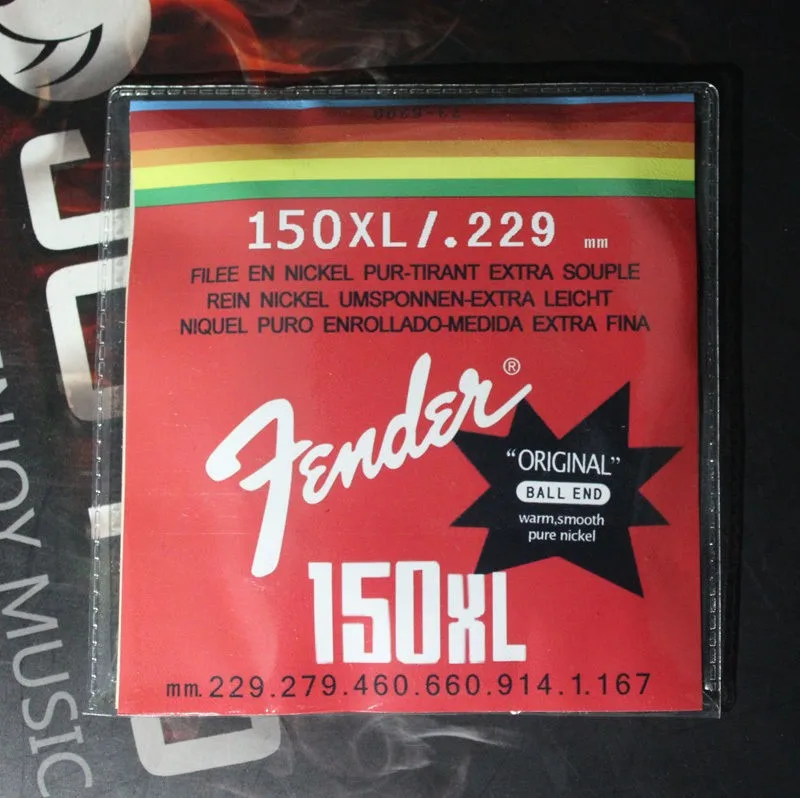 150XL/.229 mm
FILEE EN NICKEL PUR-TIRANT EXTRA SOUPLE
REIN NICKEL UMSPONNEN-EXTRA LEICHT
NIQUEL PURO ENROLLADO-MEDIDA EXTRA FINA
Fender®
"ORIGINAL"
BALL END
warm,smooth
pure nickel
150XL
mm.229.279.460.660.914.1.167
NJOY MUSIC